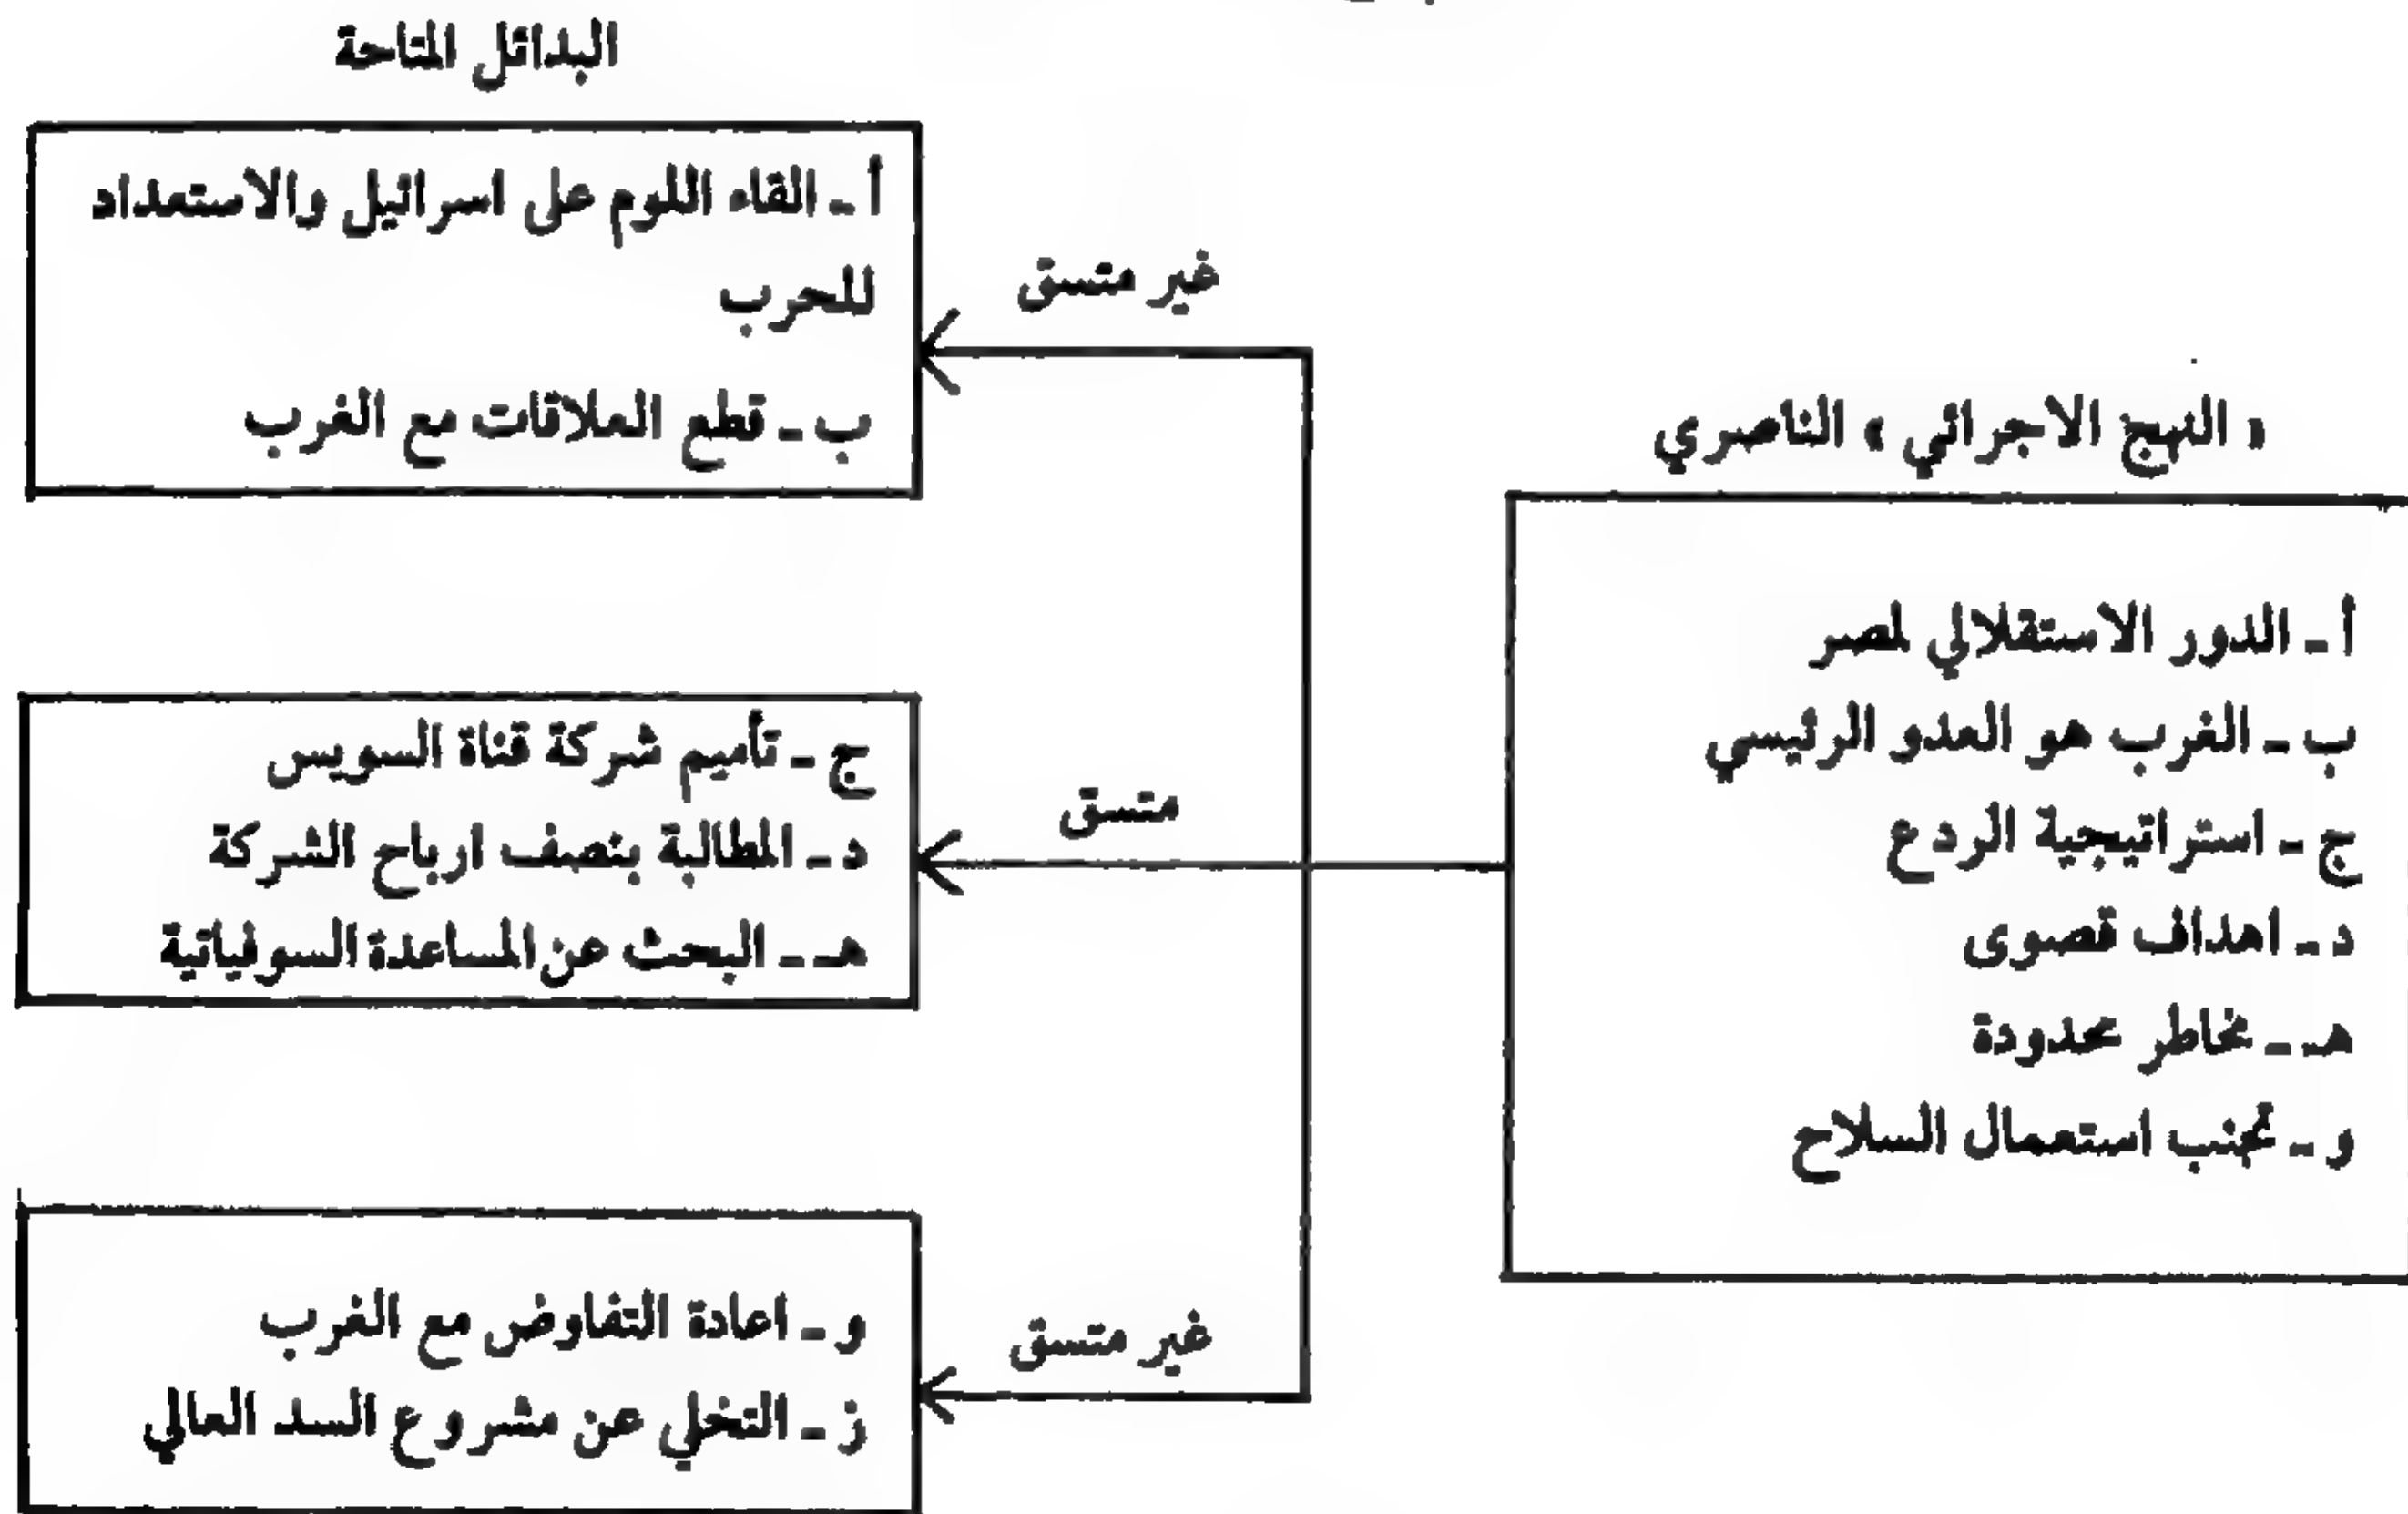 البدائل المتاحة
أ - القاء اللوم على اسرائيل والاستعداد
للحرب
ب - قطع العلاقات مع الغرب
غير متسق
« النهج الاجرائي » الناصري
أ - الدور الاستقلالي لمصر
ب - الغرب هو العدو الرئيسي
ج - استراتيجية الردع
د - اهداف قصوى
هـ - مخاطر محدودة
و - تجنب استعمال السلاح
متسق
ج - تأميم شركة قناة السويس
د - المطالبة بنصف ارباح الشركة
هـ - البحث عن المساعدة السوفياتية
غير متسق
و - اعادة التفاوض مع الغرب
ز - التخلي عن مشروع السد العالي